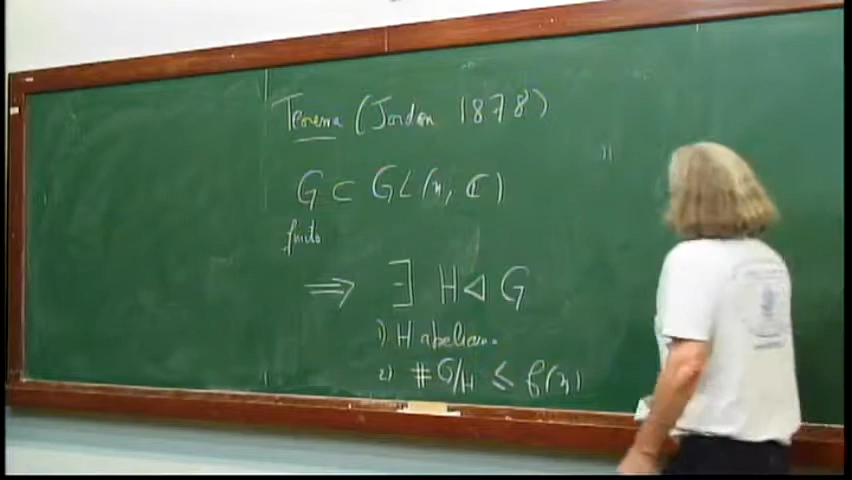 Teorema (Jordan 1878)
G ⊂ GL(n, ℂ)
finito
⟹ ∃ H ◁ G
1) H abeliano
2) # G/H ≤ f(n)